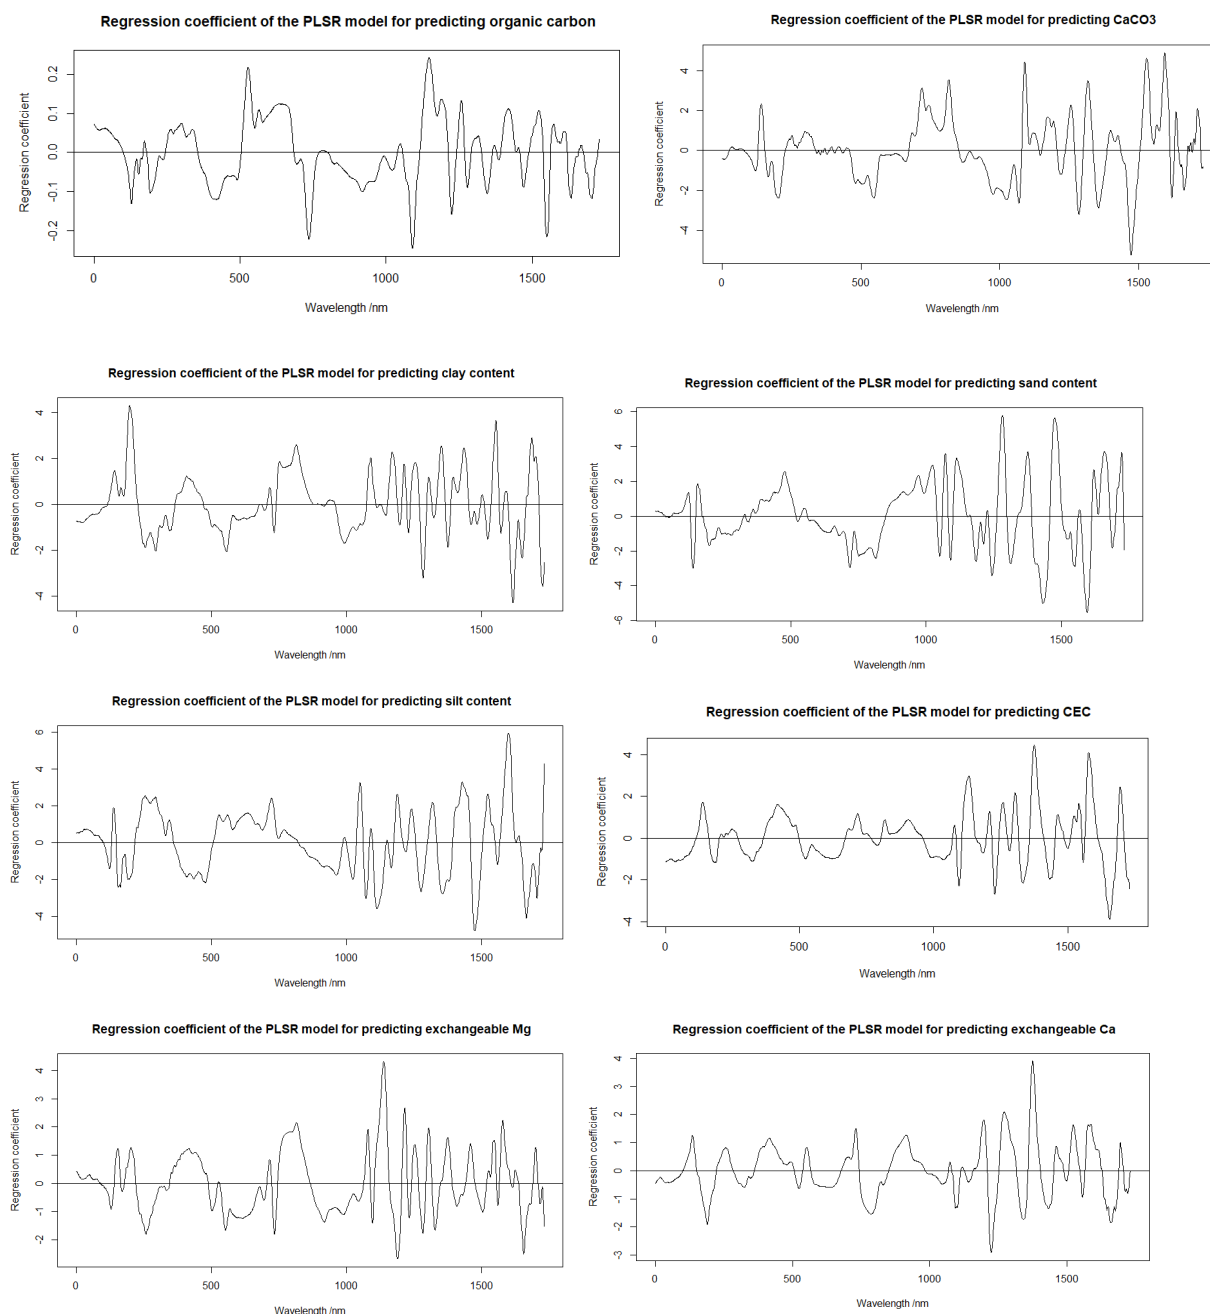 Regression coefficient of the PLSR model for predicting organic carbon
Regression coefficient
0.2
0.1
0.0
-0.1
-0.2
0 500 1000 1500
Wavelength /nm
Regression coefficient of the PLSR model for predicting CaCO3
Regression coefficient
4
2
0
-2
-4
0 500 1000 1500
Wavelength /nm
Regression coefficient of the PLSR model for predicting clay content
Regression coefficient
4
2
0
-2
-4
0 500 1000 1500
Wavelength /nm
Regression coefficient of the PLSR model for predicting sand content
Regression coefficient
6
4
2
0
-2
-4
-6
0 500 1000 1500
Wavelength /nm
Regression coefficient of the PLSR model for predicting silt content
Regression coefficient
6
4
2
0
-2
-4
0 500 1000 1500
Wavelength /nm
Regression coefficient of the PLSR model for predicting CEC
Regression coefficient
4
2
0
-2
-4
0 500 1000 1500
Wavelength /nm
Regression coefficient of the PLSR model for predicting exchangeable Mg
Regression coefficient
4
3
2
1
0
-1
-2
0 500 1000 1500
Wavelength /nm
Regression coefficient of the PLSR model for predicting exchangeable Ca
Regression coefficient
4
3
2
1
0
-1
-2
-3
0 500 1000 1500
Wavelength /nm